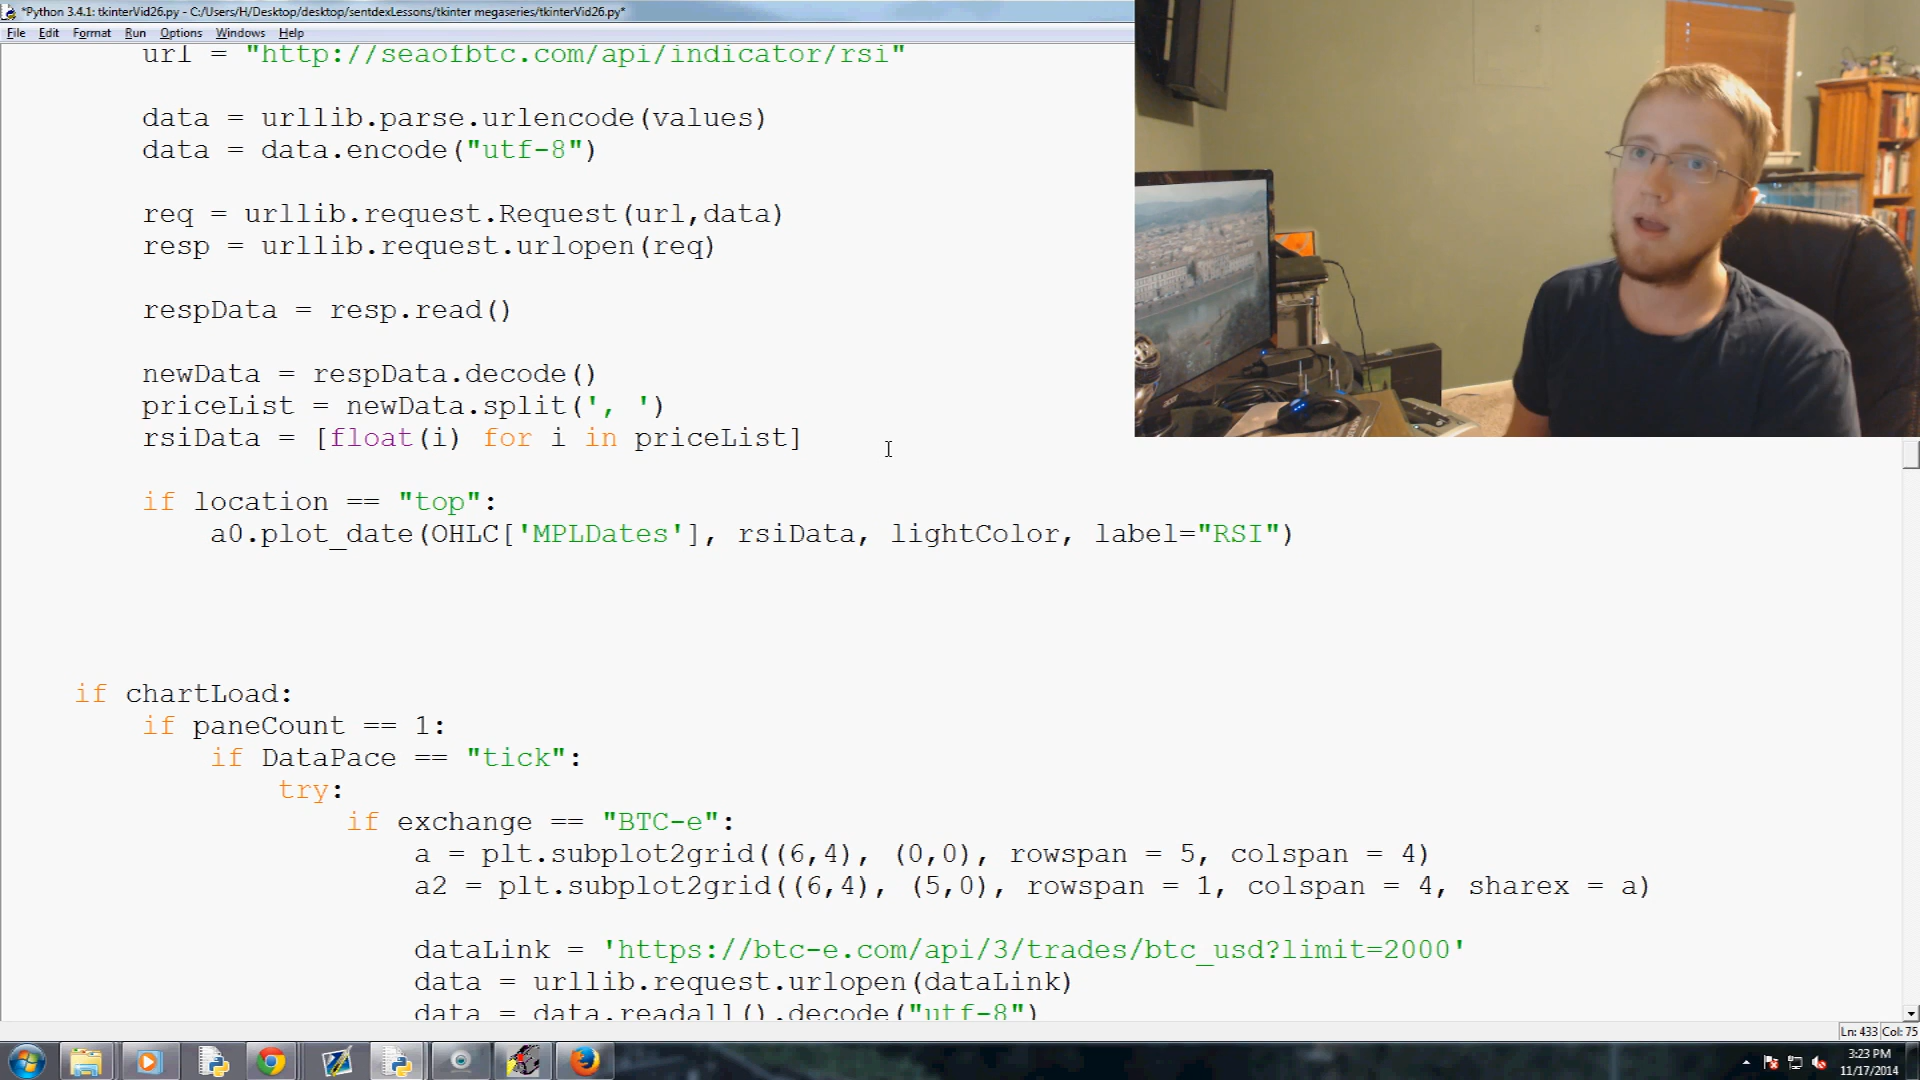 *Python 3.4.1: tkinterVid26.py - C:/Users/H/Desktop/desktop/sentdexLessons/tkinter megaseries/tkinterVid26.py*
File Edit Format Run Options Windows Help
url = "http://seaofbtc.com/api/indicator/rsi"
data = urllib.parse.urlencode(values)
data = data.encode("utf-8")
req = urllib.request.Request(url,data)
resp = urllib.request.urlopen(req)
respData = resp.read()
newData = respData.decode()
priceList = newData.split(', ')
rsiData = [float(i) for i in priceList]
if location == "top":
a0.plot_date(OHLC['MPLDates'], rsiData, lightColor, label="RSI")
if chartLoad:
if paneCount == 1:
if DataPace == "tick":
try:
if exchange == "BTC-e":
a = plt.subplot2grid((6,4), (0,0), rowspan = 5, colspan = 4)
a2 = plt.subplot2grid((6,4), (5,0), rowspan = 1, colspan = 4, sharex = a)
dataLink = 'https://btc-e.com/api/3/trades/btc_usd?limit=2000'
data = urllib.request.urlopen(dataLink)
data = data.readall().decode("utf-8")
Ln: 433 Col: 75
3:23 PM
11/17/2014